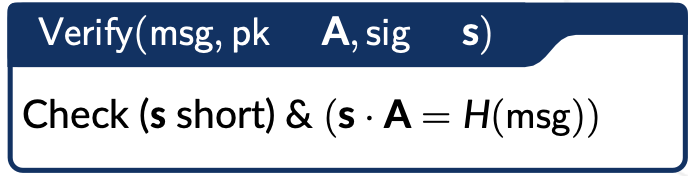 Verify(msg, pk A, sig s)
Check (s short) & (s · A = H(msg))